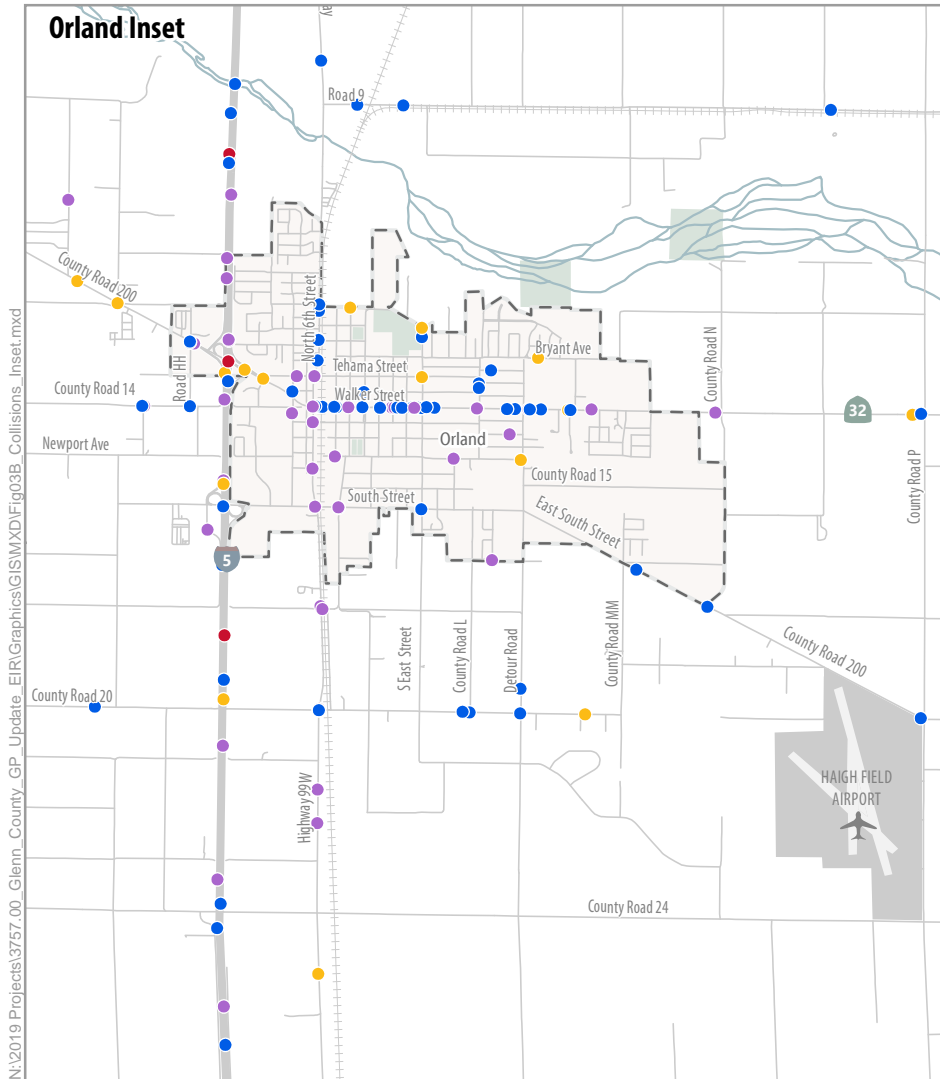 Orland Inset
ay
Road 9
County Road 200
North 6th Street
County Road N
Bryant Ave
Tehama Street
Road HH
County Road 14
Walker Street
32
Newport Ave
Orland
County Road P
County Road 15
South Street
East South Street
5
County Road MM
S East Street
County Road L
Detour Road
County Road 200
County Road 20
HAIGH FIELD
AIRPORT
Highway 99W
County Road 24
N:\2019 Projects\3757.00_Glenn_County_GP_Update_EIR\Graphics\GIS\MXD\Fig03B_Collisions_Inset.mxd